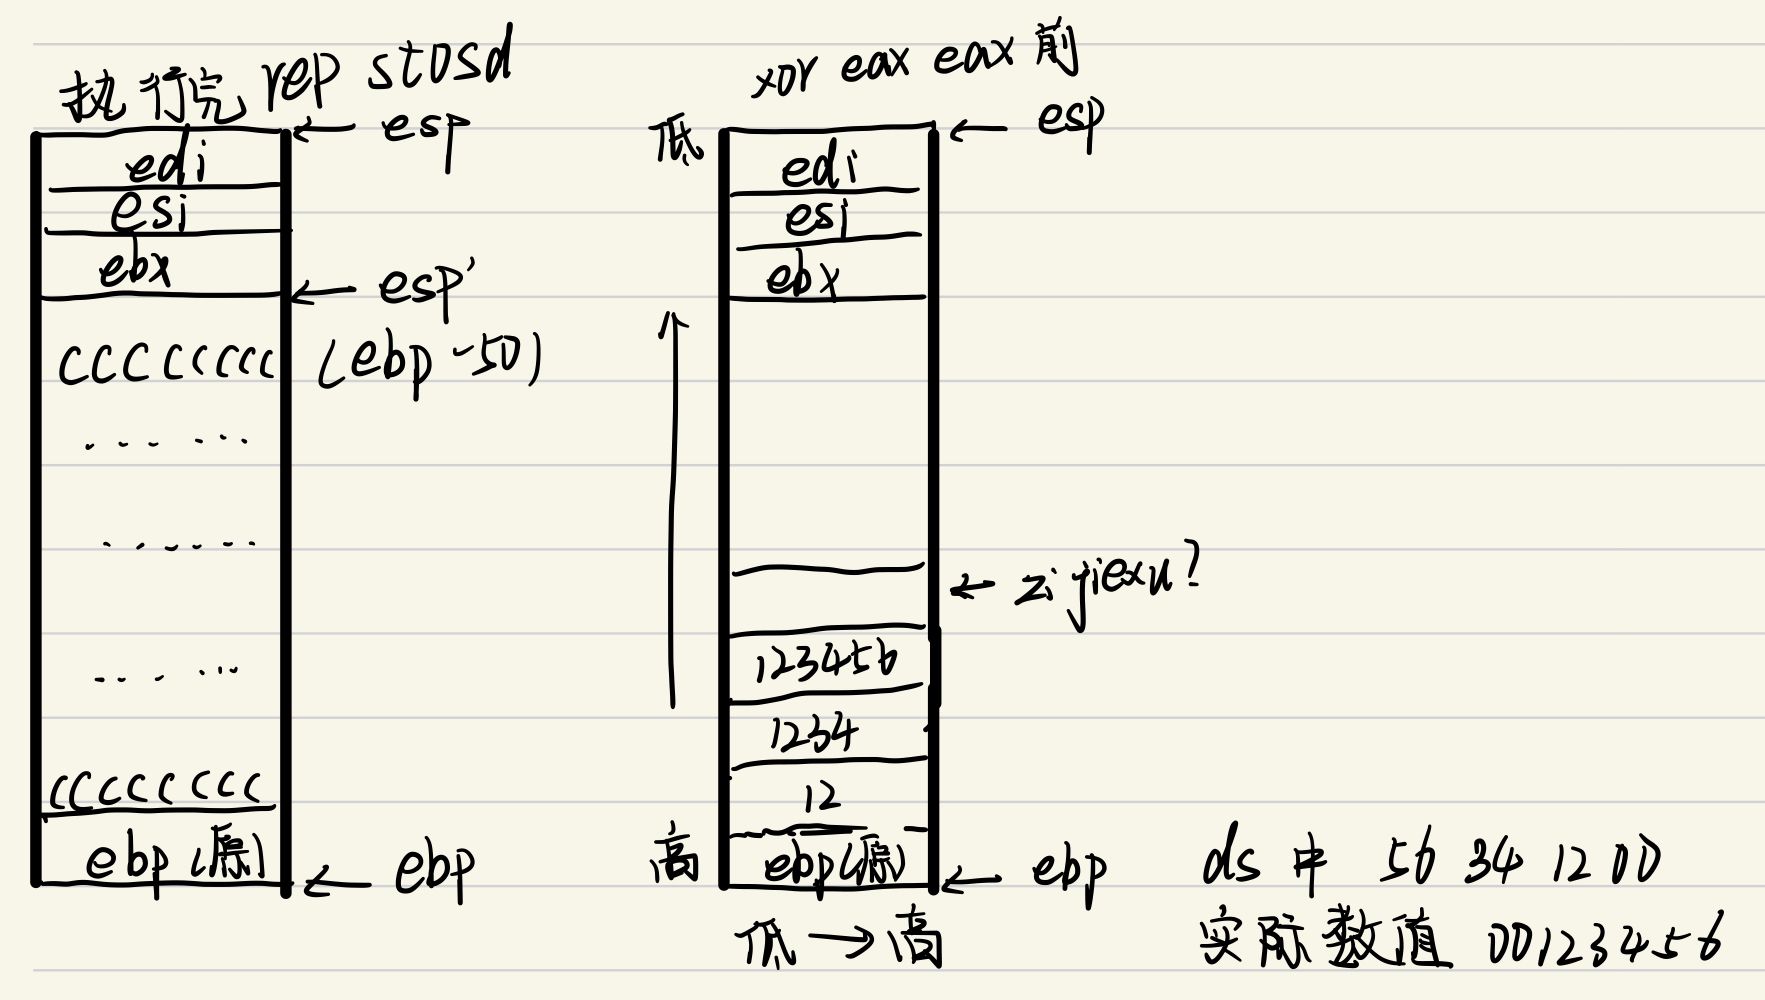 执行完 rep stosd
← esp
edi
esi
ebx
← esp'
CCCCCCCC (ebp-50)
...... 
......
......
CCCCCCCC
ebp(原)
← ebp
xor eax eax 前
低
← esp
edi
esi
ebx
← zijiexu?
123456
1234
12
高
ebp(原)
← ebp
低→高
ds 中 56 34 12 00
实际数值 00123456